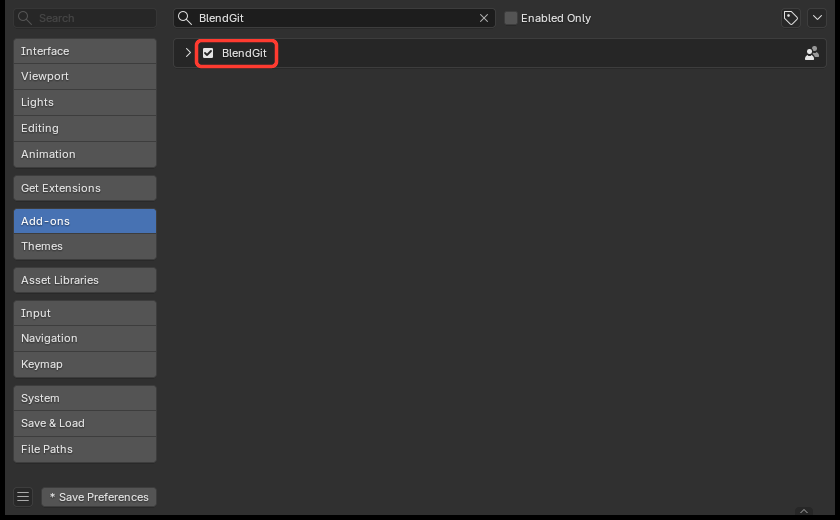 Search
BlendGit
Enabled Only
BlendGit
Interface
Viewport
Lights
Editing
Animation
Get Extensions
Add-ons
Themes
Asset Libraries
Input
Navigation
Keymap
System
Save & Load
File Paths
* Save Preferences